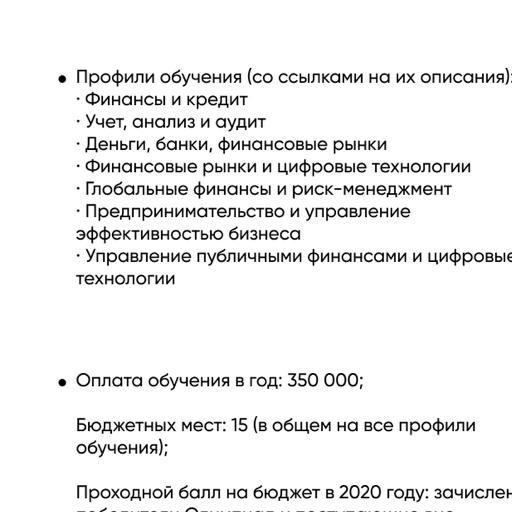 • Профили обучения (со ссылками на их описания):
· Финансы и кредит
· Учет, анализ и аудит
· Деньги, банки, финансовые рынки
· Финансовые рынки и цифровые технологии
· Глобальные финансы и риск-менеджмент
· Предпринимательство и управление
эффективностью бизнеса
· Управление публичными финансами и цифровые
технологии
• Оплата обучения в год: 350 000;
Бюджетных мест: 15 (в общем на все профили
обучения);
Проходной балл на бюджет в 2020 году: зачислен